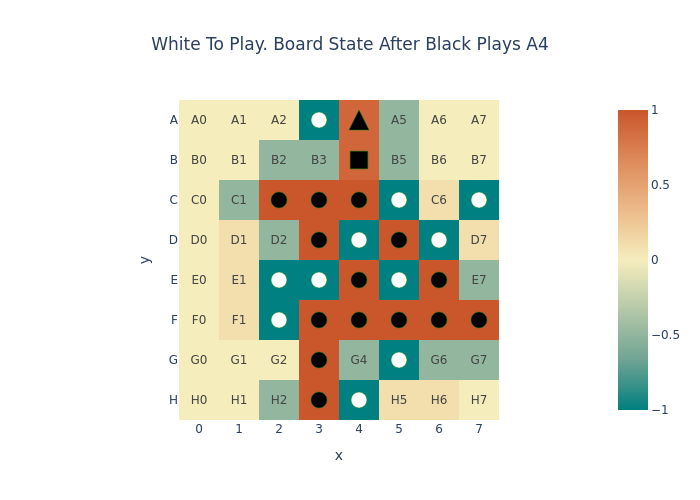 White To Play. Board State After Black Plays A4
A A0 A1 A2 A5 A6 A7
B B0 B1 B2 B3 B5 B6 B7
C C0 C1 C6
D D0 D1 D2 D7
E E0 E1 E7
F F0 F1
G G0 G1 G2 G4 G6 G7
H H0 H1 H2 H5 H6 H7
0 1 2 3 4 5 6 7
x
y
1
0.5
0
−0.5
−1